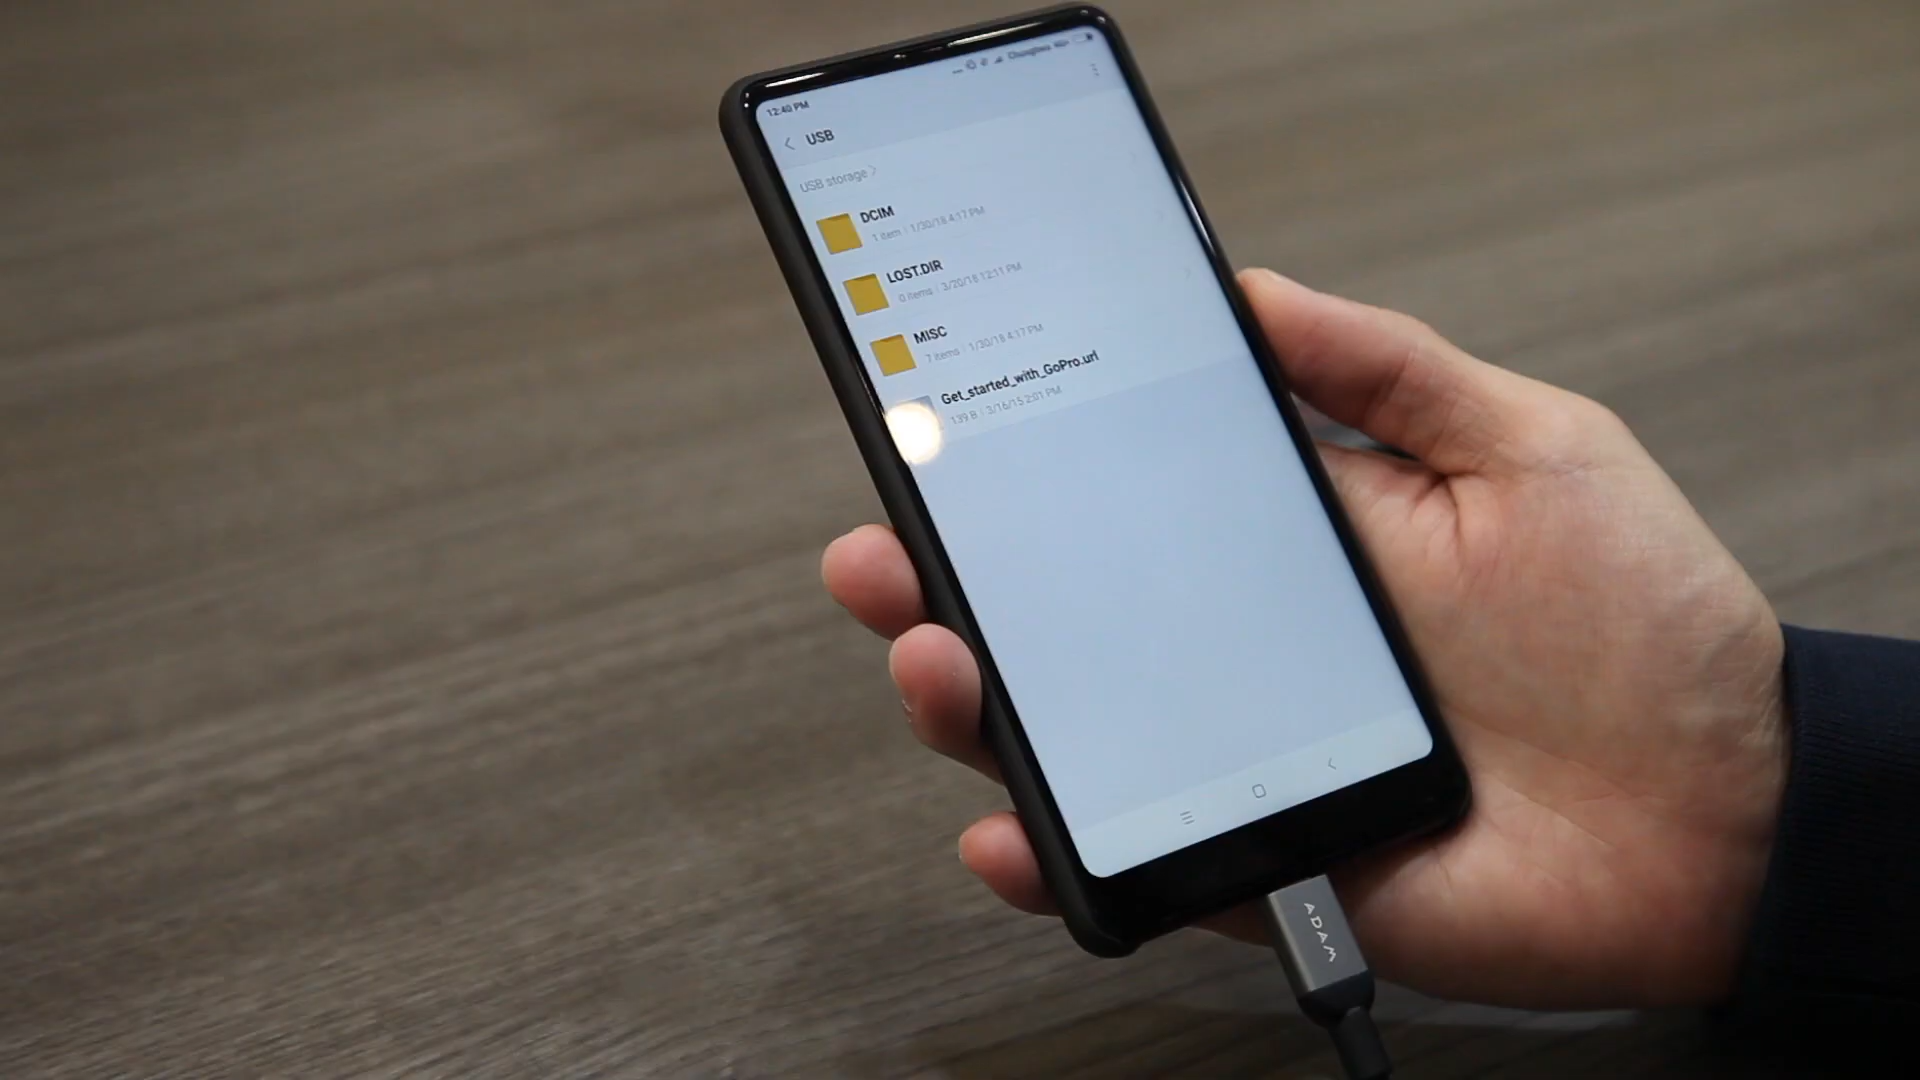 12:40 PM
Chunghwa 4G+
USB
USB storage
DCIM
1 item | 1/30/18 4:17 PM
LOST.DIR
0 items | 3/20/18 12:11 PM
MISC
7 items | 1/30/18 4:17 PM
Get_started_with_GoPro.url
139 B | 3/16/15 2:01 PM
ADAM